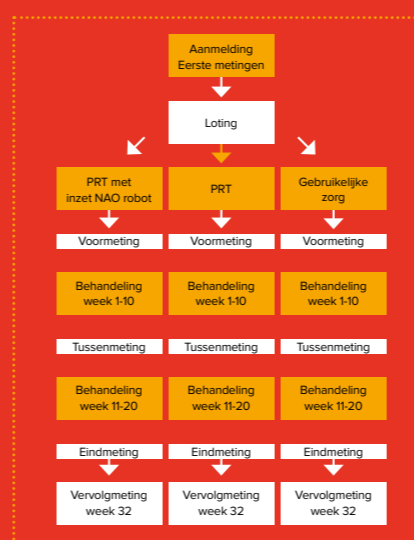 Aanmelding
Eerste metingen
Loting
PRT met
inzet NAO robot
PRT
Gebruikelijke
zorg
Voormeting
Voormeting
Voormeting
Behandeling
week 1-10
Behandeling
week 1-10
Behandeling
week 1-10
Tussenmeting
Tussenmeting
Tussenmeting
Behandeling
week 11-20
Behandeling
week 11-20
Behandeling
week 11-20
Eindmeting
Eindmeting
Eindmeting
Vervolgmeting
week 32
Vervolgmeting
week 32
Vervolgmeting
week 32